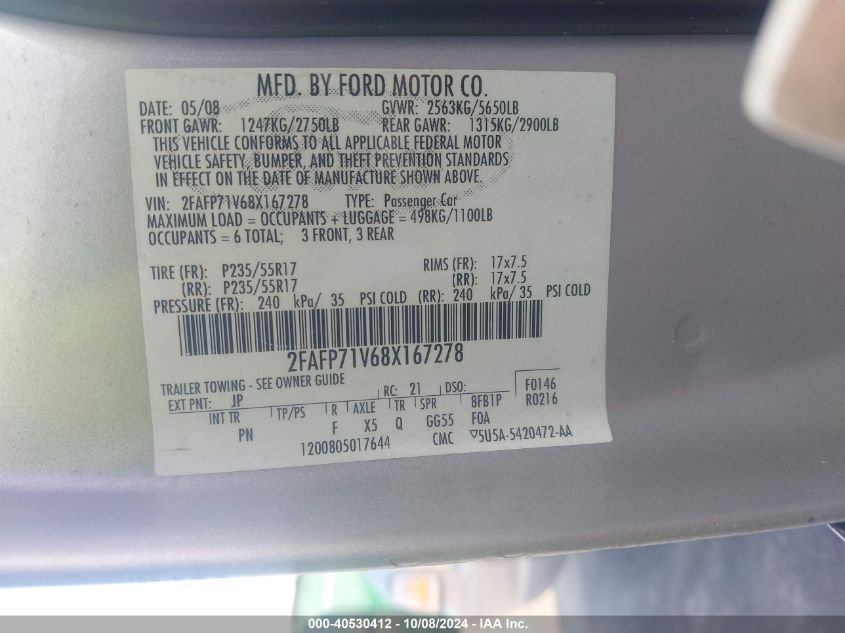 MFD. BY FORD MOTOR CO.
DATE: 05/08 GVWR: 2563KG/5650LB
FRONT GAWR: 1247KG/2750LB REAR GAWR: 1315KG/2900LB
THIS VEHICLE CONFORMS TO ALL APPLICABLE FEDERAL MOTOR
VEHICLE SAFETY, BUMPER, AND THEFT PREVENTION STANDARDS
IN EFFECT ON THE DATE OF MANUFACTURE SHOWN ABOVE.
VIN: 2FAFP71V68X167278 TYPE: Passenger Car
MAXIMUM LOAD = OCCUPANTS + LUGGAGE = 498KG/1100LB
OCCUPANTS = 6 TOTAL; 3 FRONT, 3 REAR
TIRE (FR): P235/55R17 RIMS (FR): 17x7.5
(RR): P235/55R17 (RR): 17x7.5
PRESSURE (FR): 240 kPa/ 35 PSI COLD (RR): 240 kPa/ 35 PSI COLD
2FAFP71V68X167278
TRAILER TOWING - SEE OWNER GUIDE
EXT PNT: JP RC: 21 DSO: F0146
INT TR TP/PS R AXLE TR SPR 8FB1P R0216
PN F X5 Q GG55 FOA
1200805017644 CMC ▽5U5A-5420472-AA
000-40530412 - 10/08/2024 - IAA Inc.